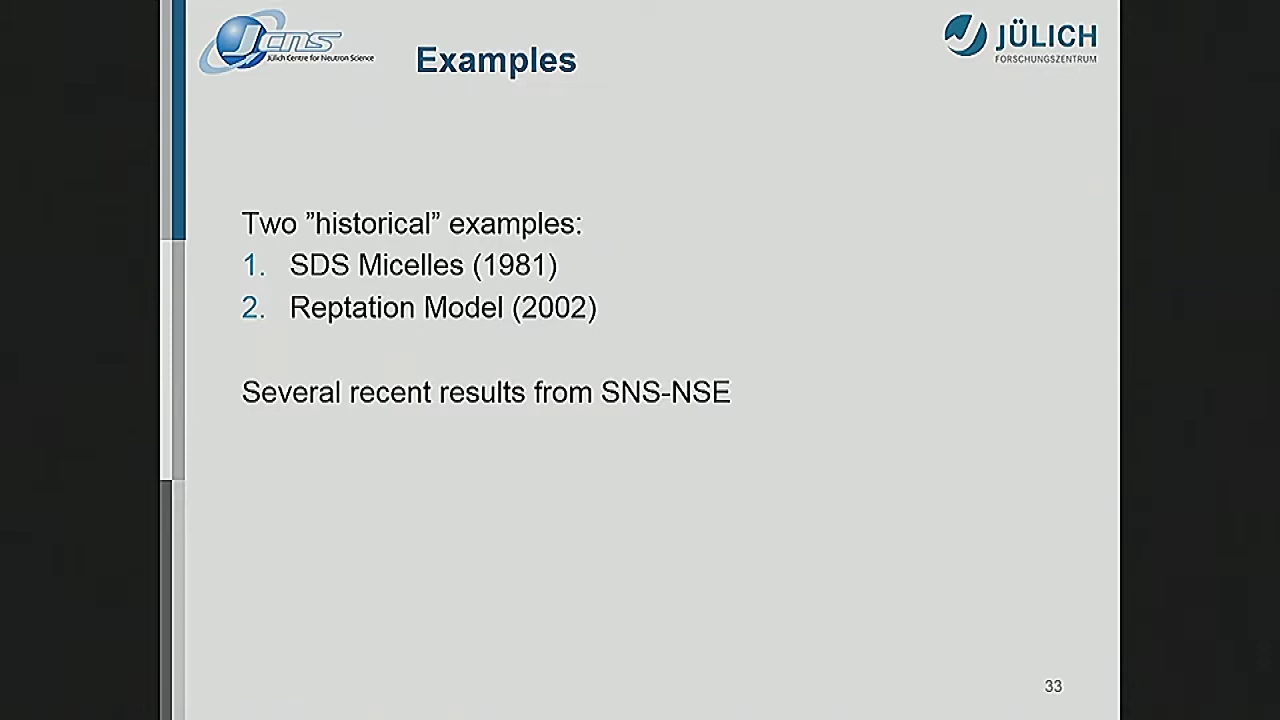 Jcns
Jülich Centre for Neutron Science
Examples
JÜLICH
FORSCHUNGSZENTRUM
Two ”historical” examples:
1. SDS Micelles (1981)
2. Reptation Model (2002)
Several recent results from SNS-NSE
33